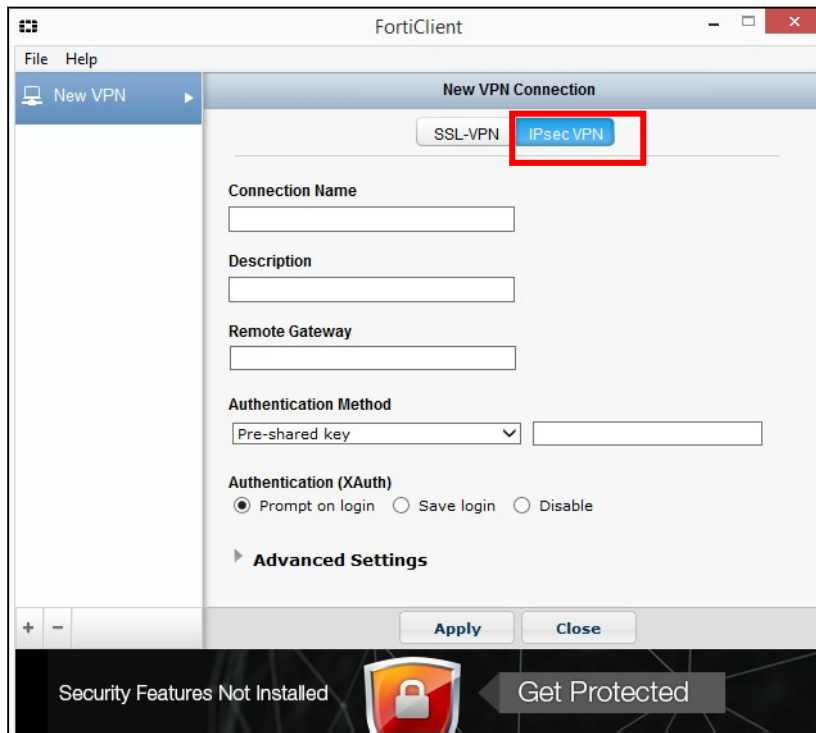 FortiClient
File Help
New VPN
New VPN Connection
SSL-VPN IPsec VPN
Connection Name
Description
Remote Gateway
Authentication Method
Pre-shared key
Authentication (XAuth)
Prompt on login Save login Disable
Advanced Settings
Apply Close
Security Features Not Installed Get Protected